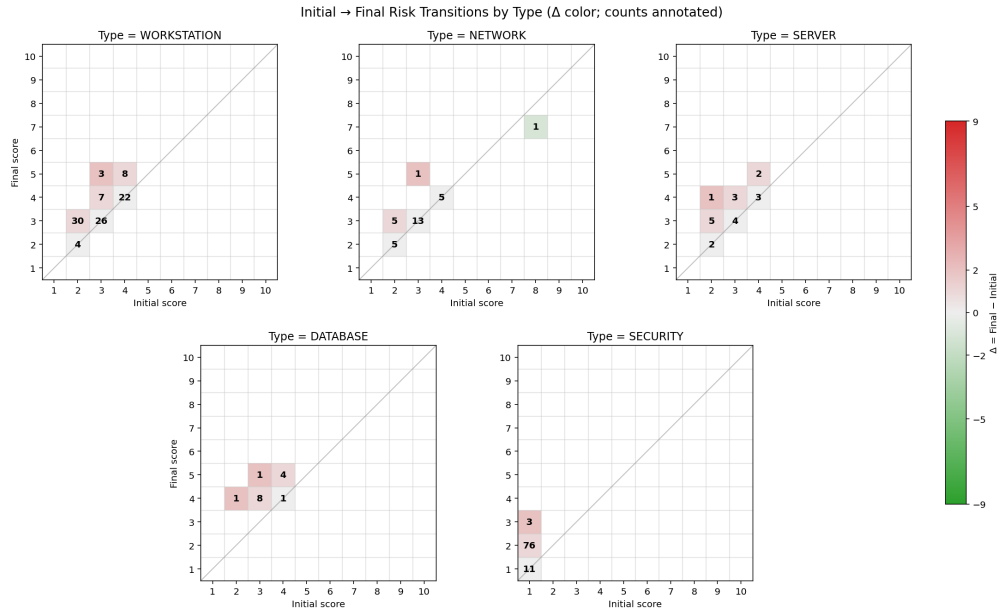 Initial → Final Risk Transitions by Type (Δ color; counts annotated)
Type = WORKSTATION
Final score
10
9
8
7
6
5 3 8
4 7 22
3 30 26
2 4
1
1 2 3 4 5 6 7 8 9 10
Initial score
Type = NETWORK
10
9
8
7 1
6
5 1
4 5
3 5 13
2 5
1
1 2 3 4 5 6 7 8 9 10
Initial score
Type = SERVER
10
9
8
7
6
5 2
4 1 3 3
3 5 4
2 2
1
1 2 3 4 5 6 7 8 9 10
Initial score
Type = DATABASE
Final score
10
9
8
7
6
5 1 4
4 1 8 1
3
2
1
1 2 3 4 5 6 7 8 9 10
Initial score
Type = SECURITY
10
9
8
7
6
5
4
3 3
2 76
1 11
1 2 3 4 5 6 7 8 9 10
Initial score
9
5
2
0
−2
−5
−9
Δ = Final − Initial